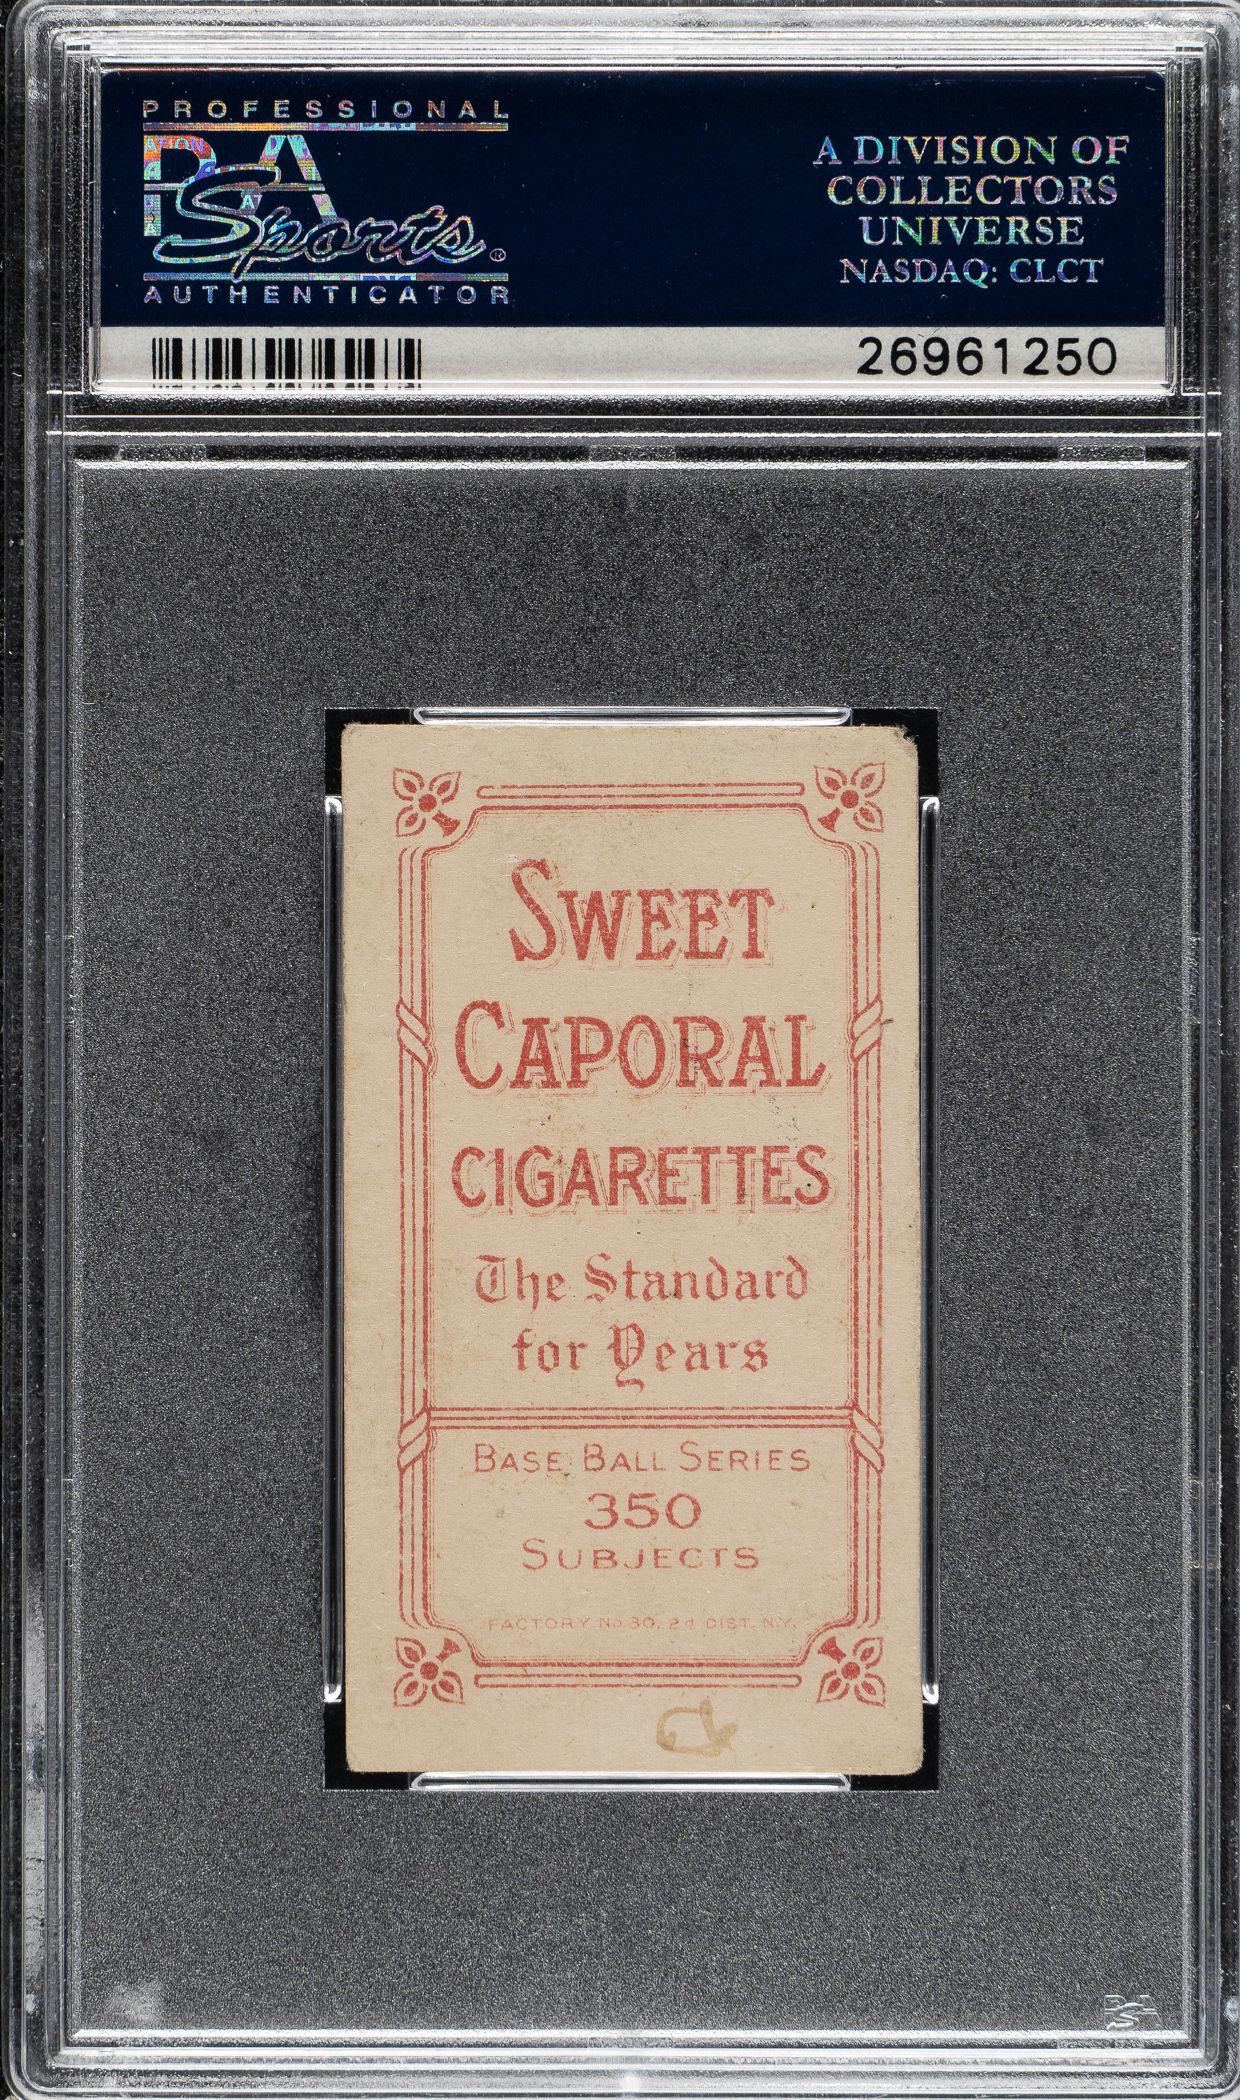 PROFESSIONAL
PSA
Sports®
AUTHENTICATOR
A DIVISION OF
COLLECTORS
UNIVERSE
NASDAQ: CLCT
26961250
SWEET
CAPORAL
CIGARETTES
The Standard
for Years
BASE BALL SERIES
350
SUBJECTS
FACTORY No 30, 2d DIST. N.Y.
PSA